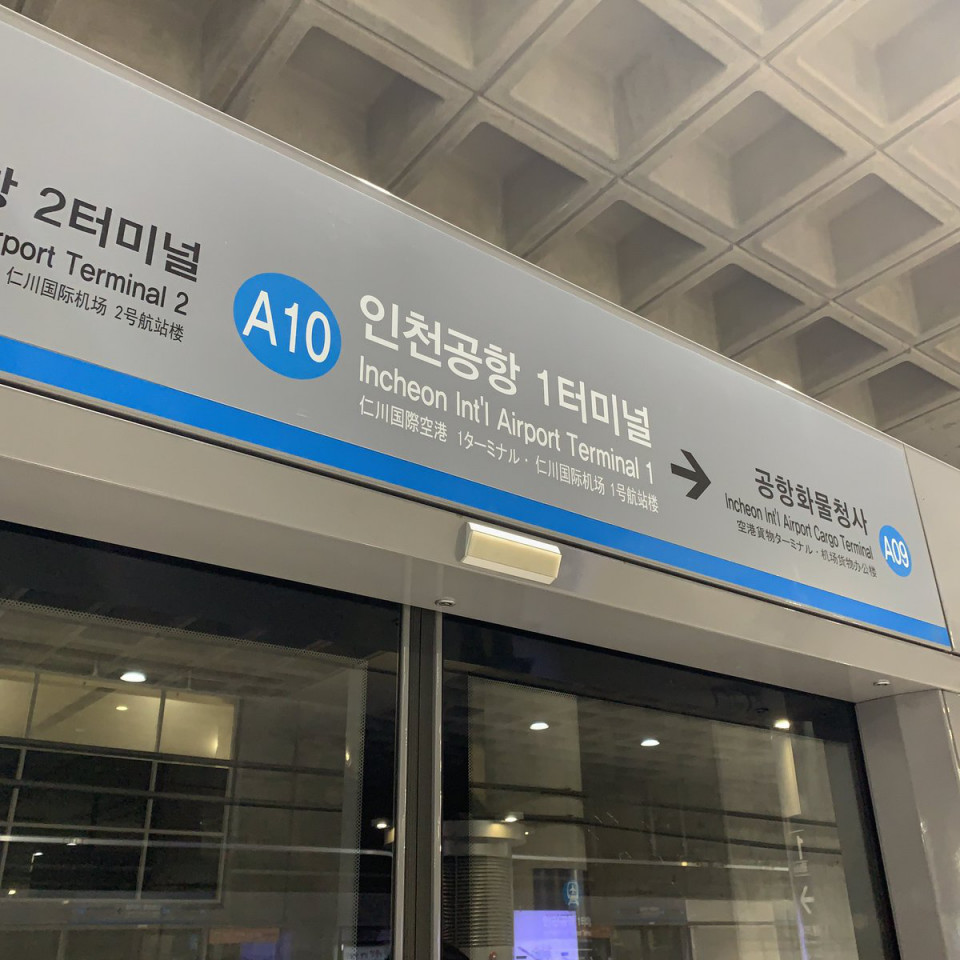 2터미널
Airport Terminal 2
仁川国际机场 2号航站楼
A10
인천공항 1터미널
Incheon Int'l Airport Terminal 1
仁川国際空港 1ターミナル · 仁川国际机场 1号航站楼
→
공항화물청사
Incheon Int'l Airport Cargo Terminal
空港貨物ターミナル · 机场货物办公楼
A09